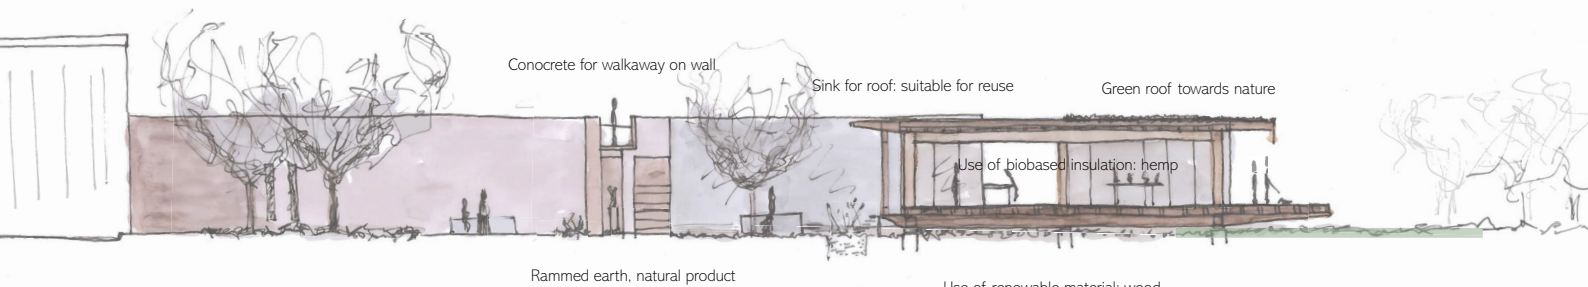 Conocrete for walkaway on wall
Sink for roof: suitable for reuse
Green roof towards nature
Use of biobased insulation: hemp
Rammed earth, natural product
Use of renewable material: wood